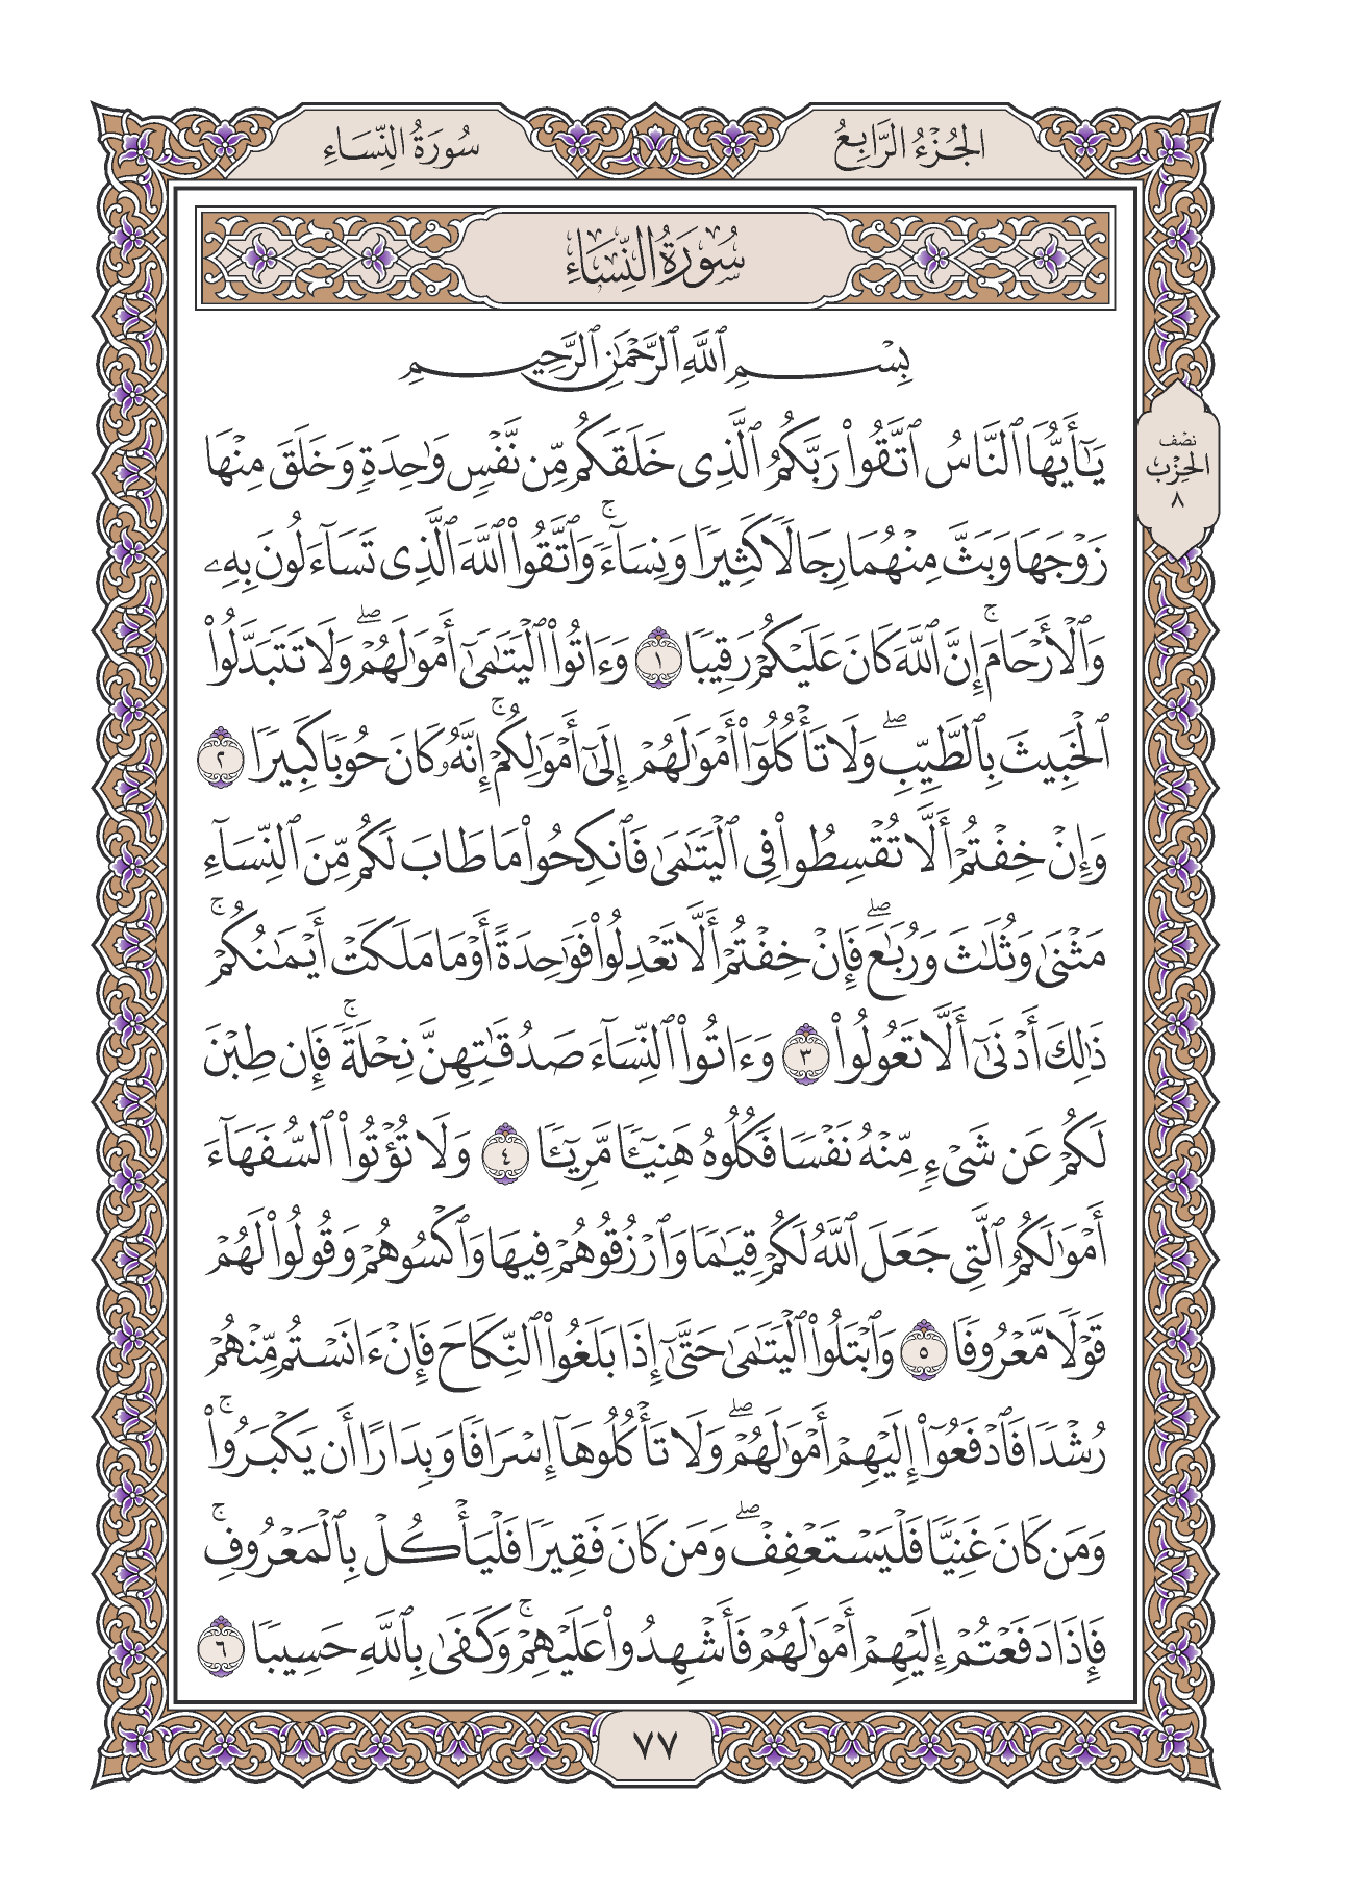 الجُزْءُ الرَّابِعُ
سُورَةُ النِّسَاءِ
سُورَةُ النِّسَاءِ
نصف
الحِزْب
٨
بِسْمِ ٱللَّهِ ٱلرَّحْمَٰنِ ٱلرَّحِيمِ
يَٰٓأَيُّهَا ٱلنَّاسُ ٱتَّقُوا۟ رَبَّكُمُ ٱلَّذِى خَلَقَكُم مِّن نَّفْسٍ وَٰحِدَةٍ وَخَلَقَ مِنْهَا
زَوْجَهَا وَبَثَّ مِنْهُمَا رِجَالًا كَثِيرًا وَنِسَآءً ۚ وَٱتَّقُوا۟ ٱللَّهَ ٱلَّذِى تَسَآءَلُونَ بِهِۦ
وَٱلْأَرْحَامَ ۚ إِنَّ ٱللَّهَ كَانَ عَلَيْكُمْ رَقِيبًا ١ وَءَاتُوا۟ ٱلْيَتَٰمَىٰٓ أَمْوَٰلَهُمْ ۖ وَلَا تَتَبَدَّلُوا۟
ٱلْخَبِيثَ بِٱلطَّيِّبِ ۖ وَلَا تَأْكُلُوٓا۟ أَمْوَٰلَهُمْ إِلَىٰٓ أَمْوَٰلِكُمْ ۚ إِنَّهُۥ كَانَ حُوبًا كَبِيرًا ٢
وَإِنْ خِفْتُمْ أَلَّا تُقْسِطُوا۟ فِى ٱلْيَتَٰمَىٰ فَٱنكِحُوا۟ مَا طَابَ لَكُم مِّنَ ٱلنِّسَآءِ
مَثْنَىٰ وَثُلَٰثَ وَرُبَٰعَ ۖ فَإِنْ خِفْتُمْ أَلَّا تَعْدِلُوا۟ فَوَٰحِدَةً أَوْ مَا مَلَكَتْ أَيْمَٰنُكُمْ ۚ
ذَٰلِكَ أَدْنَىٰٓ أَلَّا تَعُولُوا۟ ٣ وَءَاتُوا۟ ٱلنِّسَآءَ صَدُقَٰتِهِنَّ نِحْلَةً ۚ فَإِن طِبْنَ
لَكُمْ عَن شَىْءٍ مِّنْهُ نَفْسًا فَكُلُوهُ هَنِيٓـًٔا مَّرِيٓـًٔا ٤ وَلَا تُؤْتُوا۟ ٱلسُّفَهَآءَ
أَمْوَٰلَكُمُ ٱلَّتِى جَعَلَ ٱللَّهُ لَكُمْ قِيَٰمًا وَٱرْزُقُوهُمْ فِيهَا وَٱكْسُوهُمْ وَقُولُوا۟ لَهُمْ
قَوْلًا مَّعْرُوفًا ٥ وَٱبْتَلُوا۟ ٱلْيَتَٰمَىٰ حَتَّىٰٓ إِذَا بَلَغُوا۟ ٱلنِّكَاحَ فَإِنْ ءَانَسْتُم مِّنْهُمْ
رُشْدًا فَٱدْفَعُوٓا۟ إِلَيْهِمْ أَمْوَٰلَهُمْ ۖ وَلَا تَأْكُلُوهَآ إِسْرَافًا وَبِدَارًا أَن يَكْبَرُوا۟ ۚ
وَمَن كَانَ غَنِيًّا فَلْيَسْتَعْفِفْ ۖ وَمَن كَانَ فَقِيرًا فَلْيَأْكُلْ بِٱلْمَعْرُوفِ ۚ
فَإِذَا دَفَعْتُمْ إِلَيْهِمْ أَمْوَٰلَهُمْ فَأَشْهِدُوا۟ عَلَيْهِمْ ۚ وَكَفَىٰ بِٱللَّهِ حَسِيبًا ٦
٧٧